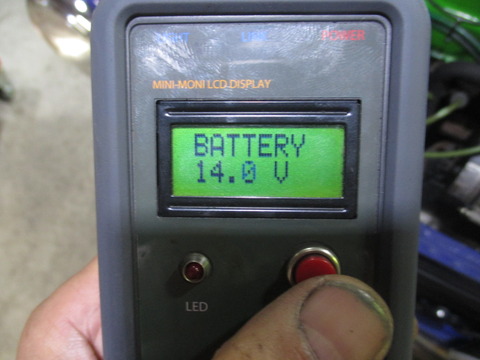 POWER
MINI-MONI LCD DISPLAY
BATTERY
14.0 V
LED